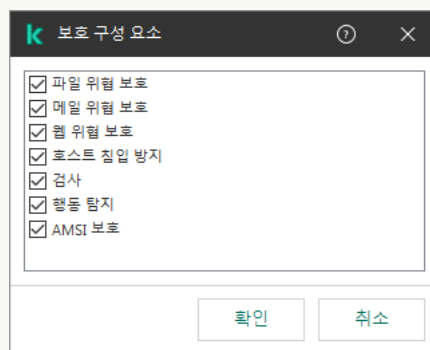 보호 구성 요소
파일 위협 보호
메일 위협 보호
웹 위협 보호
호스트 침입 방지
검사
행동 탐지
AMSI 보호
확인 취소